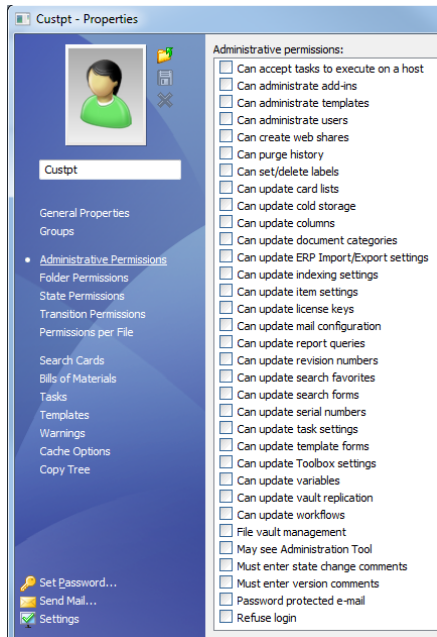 Custpt - Properties
Custpt
General Properties
Groups
Administrative Permissions
Folder Permissions
State Permissions
Transition Permissions
Permissions per File
Search Cards
Bills of Materials
Tasks
Templates
Warnings
Cache Options
Copy Tree
Set Password...
Send Mail...
Settings
Administrative permissions:
Can accept tasks to execute on a host
Can administrate add-ins
Can administrate templates
Can administrate users
Can create web shares
Can purge history
Can set/delete labels
Can update card lists
Can update cold storage
Can update columns
Can update document categories
Can update ERP Import/Export settings
Can update indexing settings
Can update item settings
Can update license keys
Can update mail configuration
Can update report queries
Can update revision numbers
Can update search favorites
Can update search forms
Can update serial numbers
Can update task settings
Can update template forms
Can update Toolbox settings
Can update variables
Can update vault replication
Can update workflows
File vault management
May see Administration Tool
Must enter state change comments
Must enter version comments
Password protected e-mail
Refuse login